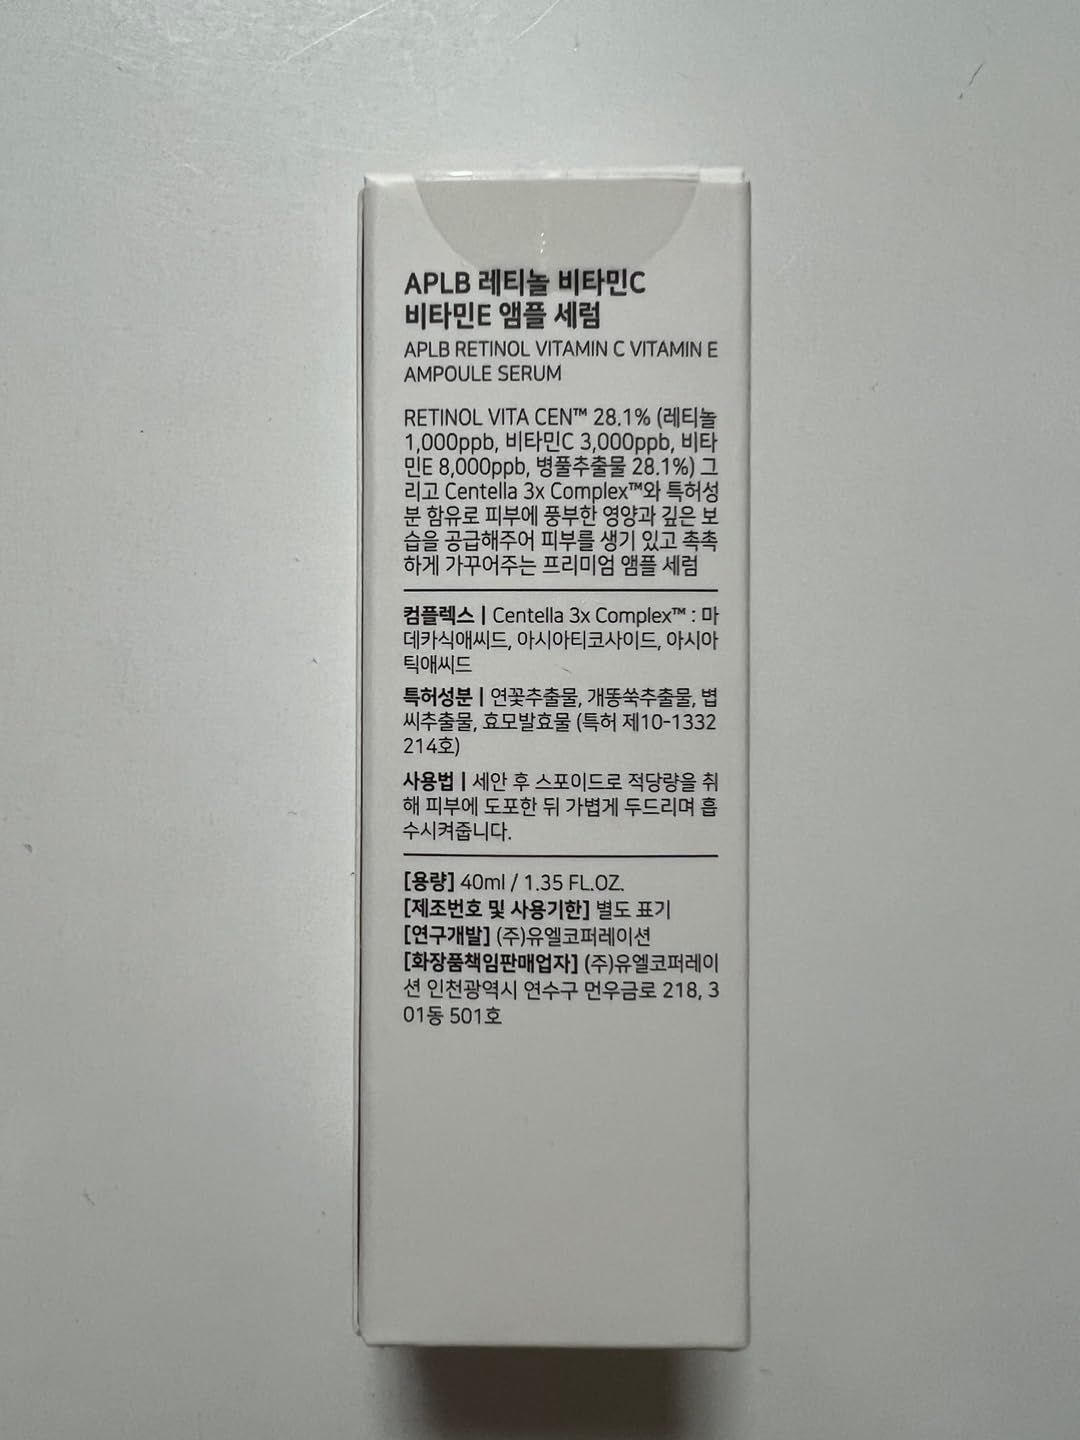 APLB 레티놀 비타민C
비타민E 앰플 세럼
APLB RETINOL VITAMIN C VITAMIN E
AMPOULE SERUM
RETINOL VITA CEN™ 28.1% (레티놀
1,000ppb, 비타민C 3,000ppb, 비타
민E 8,000ppb, 병풀추출물 28.1%) 그
리고 Centella 3x Complex™와 특허성
분 함유로 피부에 풍부한 영양과 깊은 보
습을 공급해주어 피부를 생기 있고 촉촉
하게 가꾸어주는 프리미엄 앰플 세럼
컴플렉스 | Centella 3x Complex™ : 마
데카식애씨드, 아시아티코사이드, 아시아
틱애씨드
특허성분 | 연꽃추출물, 개똥쑥추출물, 볍
씨추출물, 효모발효물 (특허 제10-1332
214호)
사용법 | 세안 후 스포이드로 적당량을 취
해 피부에 도포한 뒤 가볍게 두드리며 흡
수시켜줍니다.
[용량] 40ml / 1.35 FL.OZ.
[제조번호 및 사용기한] 별도 표기
[연구개발] (주)유엘코퍼레이션
[화장품책임판매업자] (주)유엘코퍼레이
션 인천광역시 연수구 먼우금로 218, 3
01동 501호